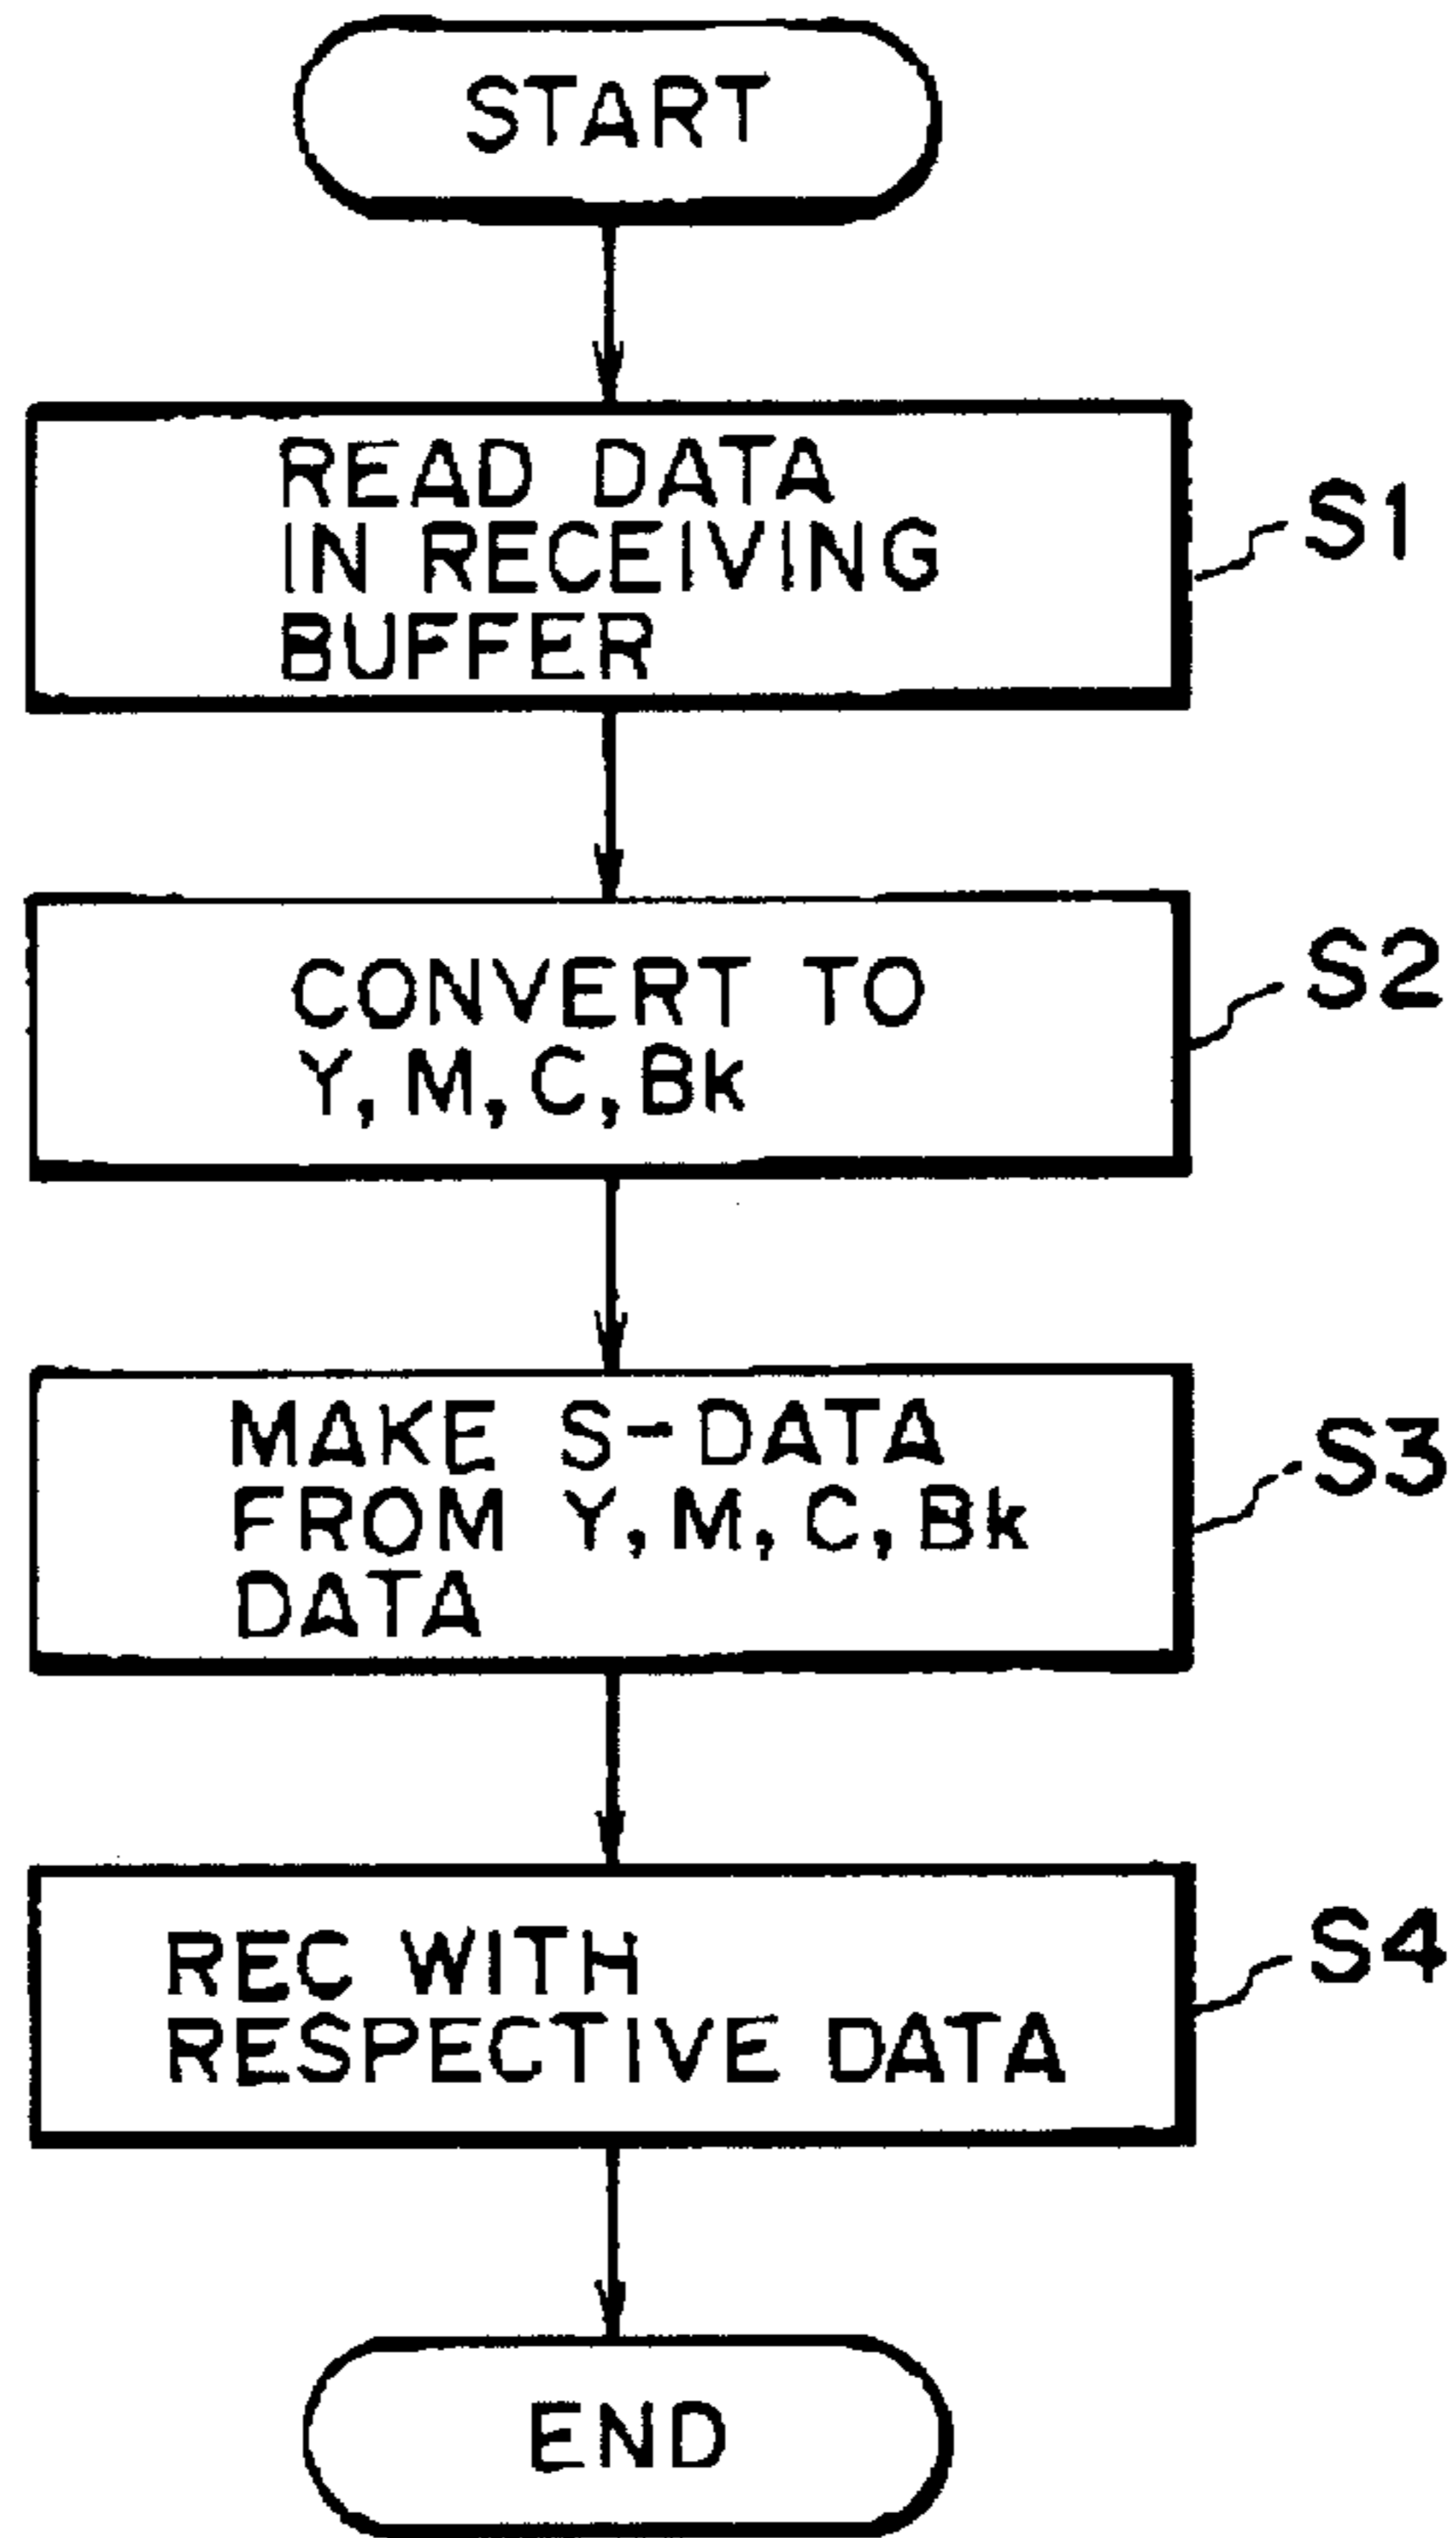 START
READ DATA
IN RECEIVING
BUFFER
S1
CONVERT TO
Y, M, C, Bk
S2
MAKE S-DATA
FROM Y, M, C, Bk
DATA
S3
REC WITH
RESPECTIVE DATA
S4
END